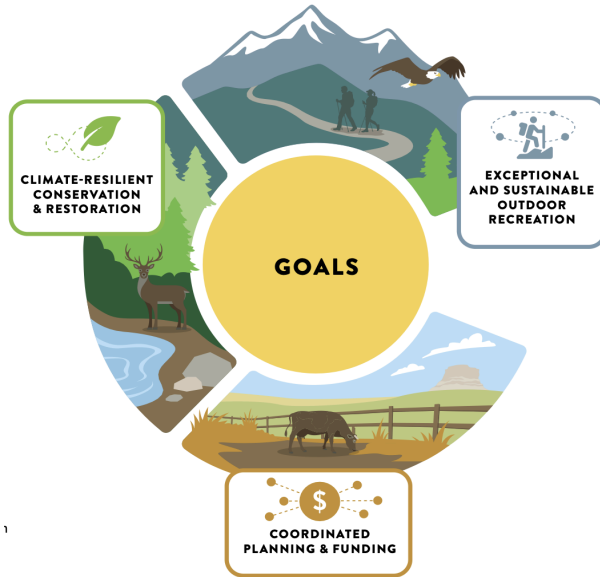 CLIMATE-RESILIENT
CONSERVATION
& RESTORATION
EXCEPTIONAL
AND SUSTAINABLE
OUTDOOR
RECREATION
GOALS
$
COORDINATED
PLANNING & FUNDING